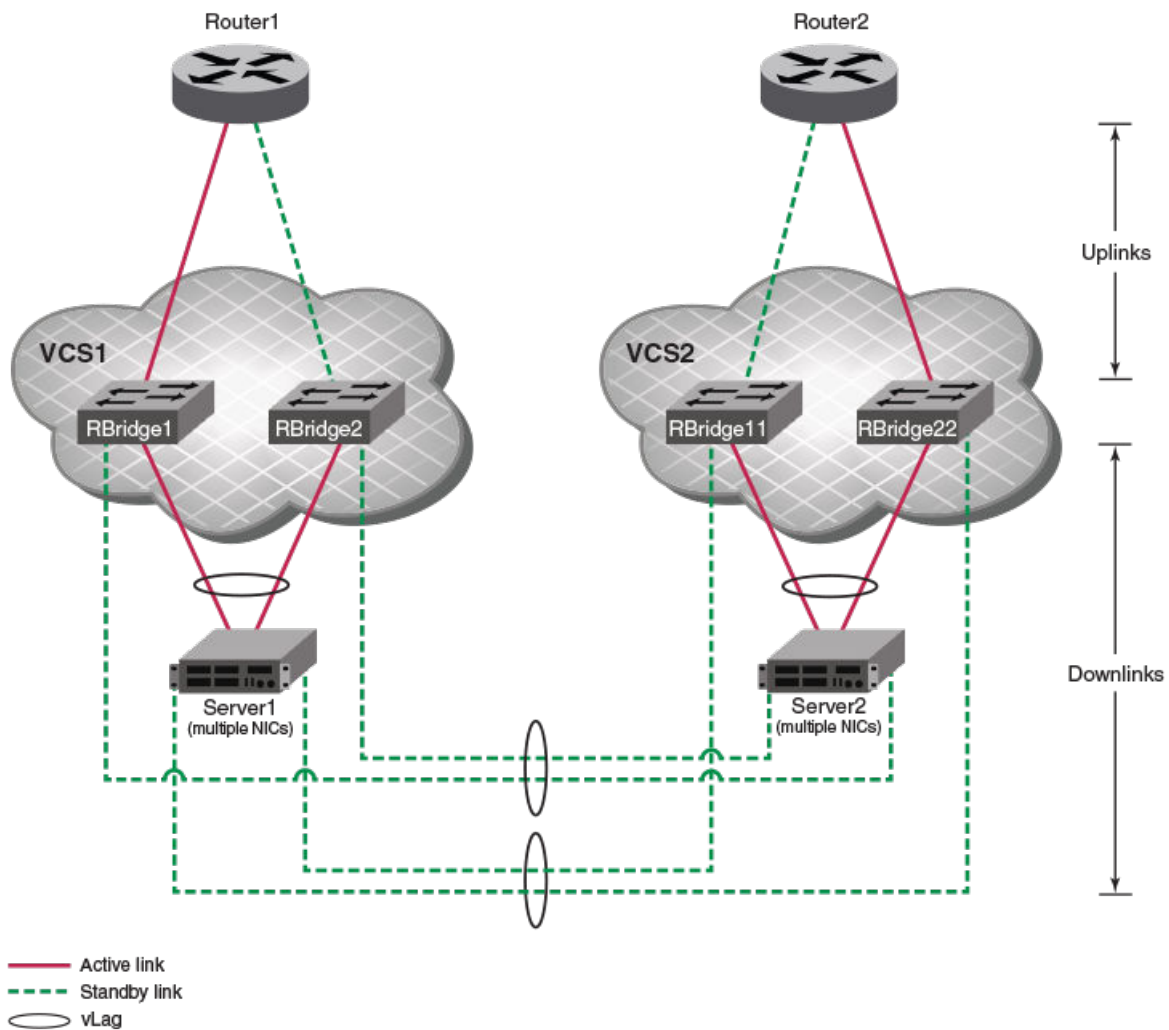 Router1
Router2
Uplinks
VCS1
VCS2
RBridge1
RBridge2
RBridge11
RBridge22
Downlinks
Server1
(multiple NICs)
Server2
(multiple NICs)
Active link
Standby link
vLag